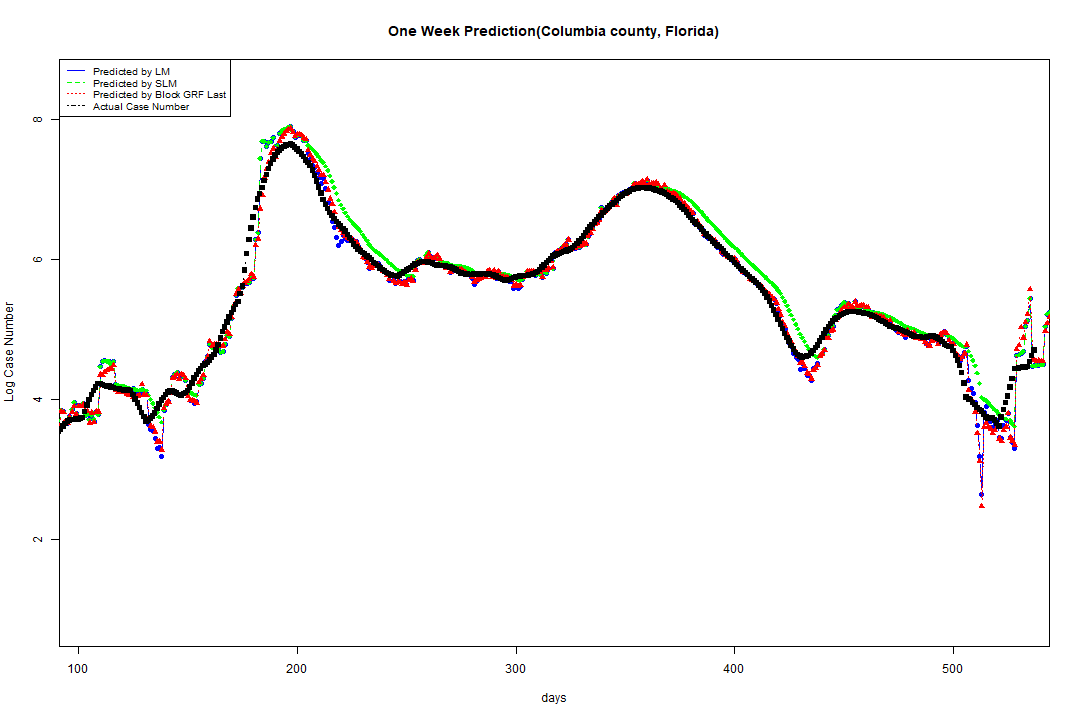 One Week Prediction(Columbia county, Florida)
Predicted by LM
Predicted by SLM
Predicted by Block GRF Last
Actual Case Number
8
6
4
2
Log Case Number
100 200 300 400 500
days